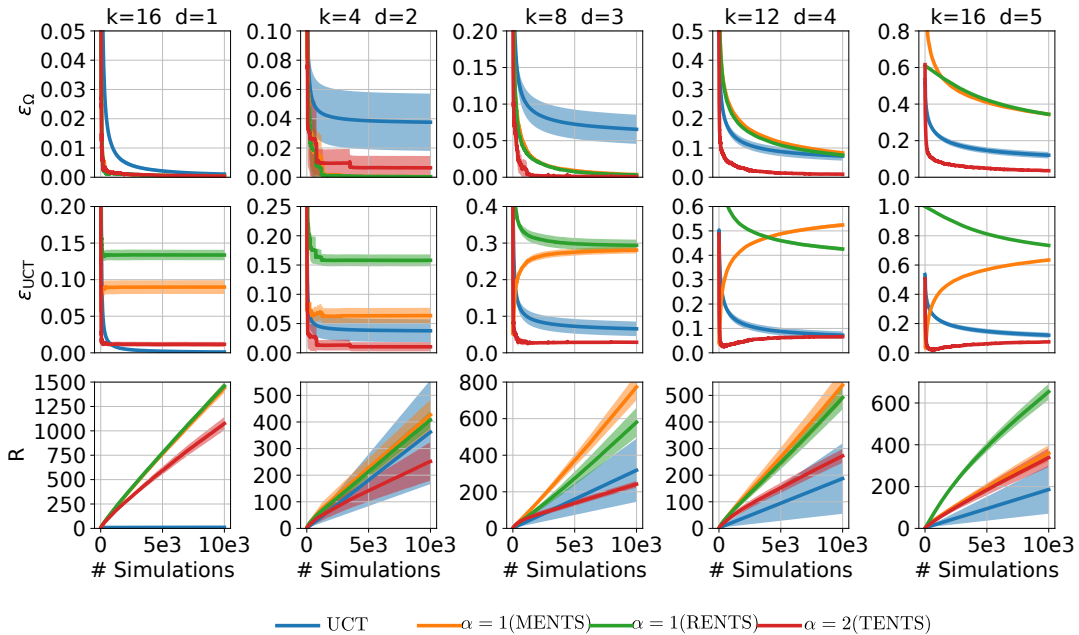 k=16 d=1 k=4 d=2 k=8 d=3 k=12 d=4 k=16 d=5
ε_Ω
0.05 0.04 0.03 0.02 0.01 0.00
0.10 0.08 0.06 0.04 0.02 0.00
0.20 0.15 0.10 0.05 0.00
0.5 0.4 0.3 0.2 0.1 0.0
0.8 0.6 0.4 0.2 0.0
ε_UCT
0.20 0.15 0.10 0.05 0.00
0.25 0.20 0.15 0.10 0.05 0.00
0.4 0.3 0.2 0.1 0.0
0.6 0.5 0.4 0.3 0.2 0.1 0.0
1.0 0.8 0.6 0.4 0.2 0.0
R
1500 1250 1000 750 500 250 0
500 400 300 200 100 0
800 600 400 200 0
500 400 300 200 100 0
600 400 200 0
0 5e3 10e3 0 5e3 10e3 0 5e3 10e3 0 5e3 10e3 0 5e3 10e3
# Simulations # Simulations # Simulations # Simulations # Simulations
UCT α = 1(MENTS) α = 1(RENTS) α = 2(TENTS)